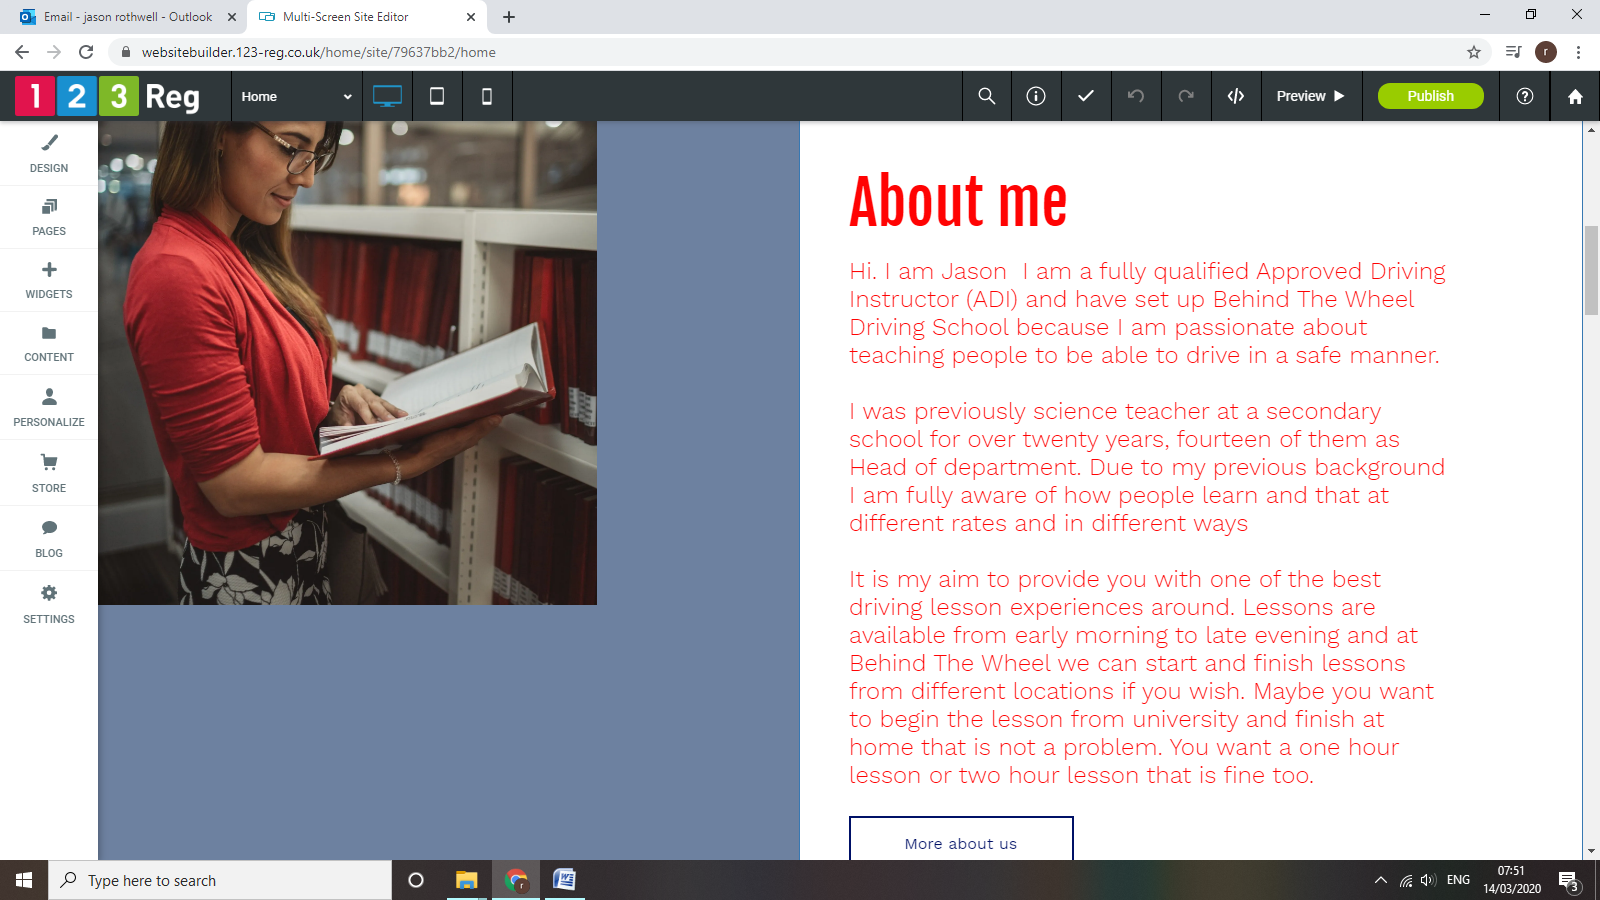 Email - jason rothwell - Outlook
Multi-Screen Site Editor
websitebuilder.123-reg.co.uk/home/site/79637bb2/home
r
1 2 3 Reg
Home
Preview
Publish
DESIGN
PAGES
WIDGETS
CONTENT
PERSONALIZE
STORE
BLOG
SETTINGS
About me
Hi. I am Jason  I am a fully qualified Approved Driving
Instructor (ADI) and have set up Behind The Wheel
Driving School because I am passionate about
teaching people to be able to drive in a safe manner.
I was previously science teacher at a secondary
school for over twenty years, fourteen of them as
Head of department. Due to my previous background
I am fully aware of how people learn and that at
different rates and in different ways
It is my aim to provide you with one of the best
driving lesson experiences around. Lessons are
available from early morning to late evening and at
Behind The Wheel we can start and finish lessons
from different locations if you wish. Maybe you want
to begin the lesson from university and finish at
home that is not a problem. You want a one hour
lesson or two hour lesson that is fine too.
More about us
Type here to search
ENG
07:51
14/03/2020
3